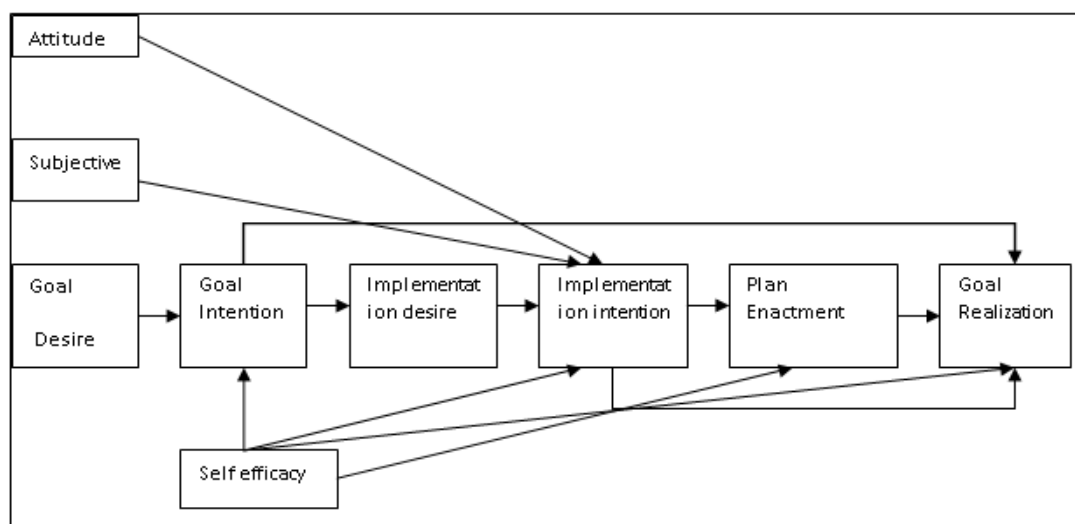 Attitude
Subjective
Goal
Desire
Goal
Intention
Implementat
ion desire
Implementat
ion intention
Plan
Enactment
Goal
Realization
Self efficacy